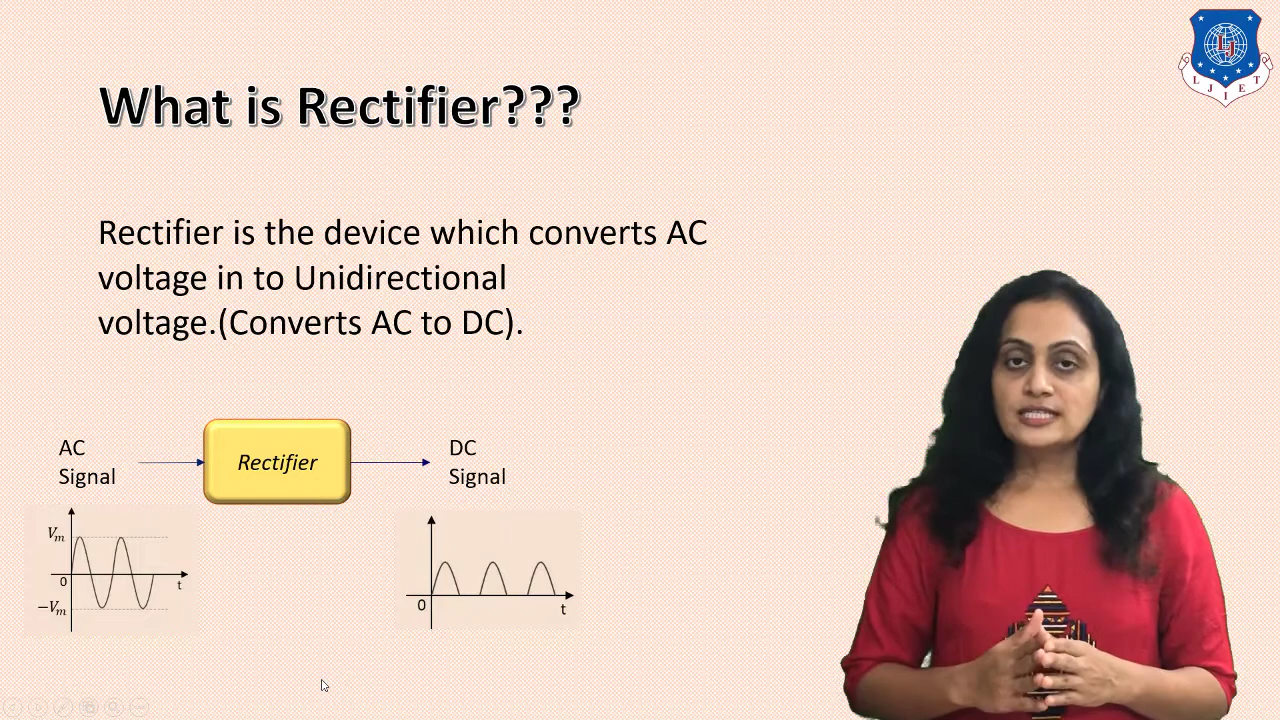 What is Rectifier???
Rectifier is the device which converts AC
voltage in to Unidirectional
voltage.(Converts AC to DC).
AC
Signal
Rectifier
DC
Signal
Vm
0
t
−Vm
0
t
LJ
L J I E T